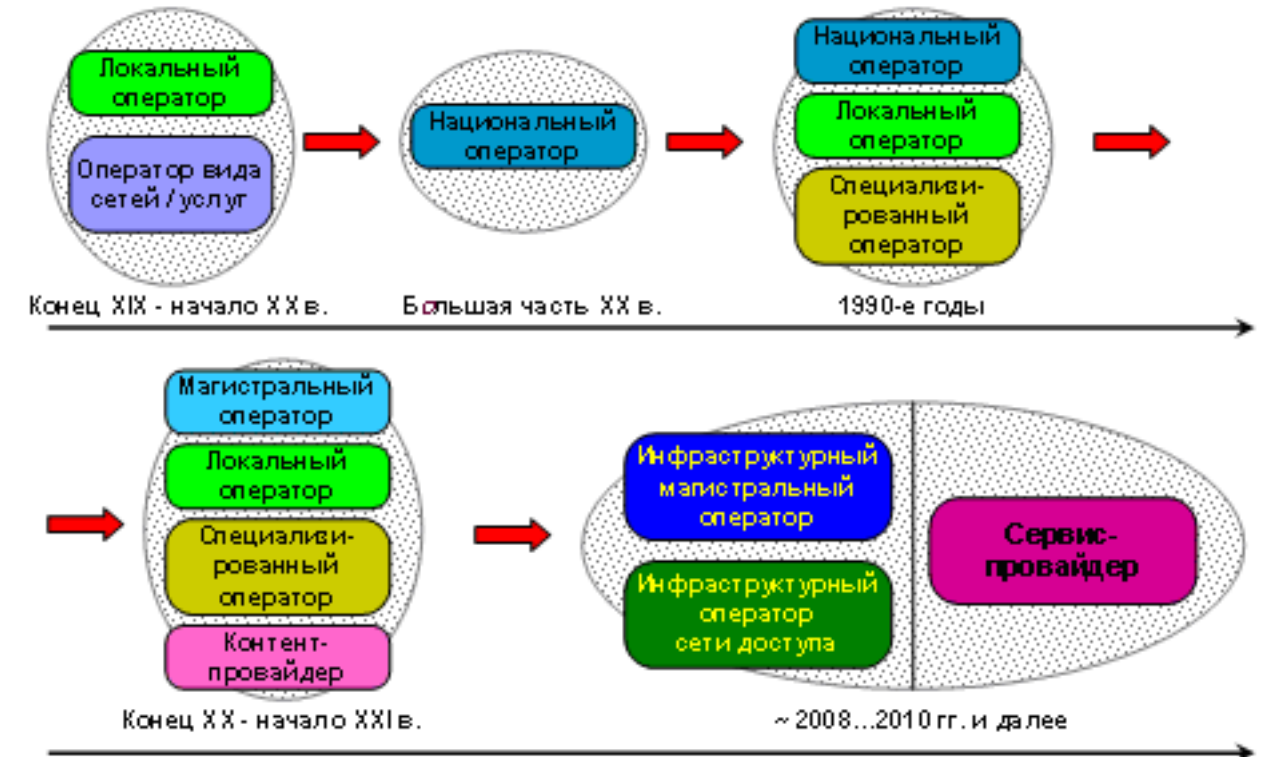 Локальный
оператор
Оператор вида
сетей / услуг
Конец XIX - начало XX в.
Национальный
оператор
Большая часть XX в.
Национальный
оператор
Локальный
оператор
Специализи-
рованный
оператор
1990-е годы
Магистральный
оператор
Локальный
оператор
Специализи-
рованный
оператор
Контент-
провайдер
Конец XX - начало XXI в.
Инфраструктурный
магистральный
оператор
Инфраструктурный
оператор
сети доступа
Сервис-
провайдер
~ 2008...2010 гг. и далее